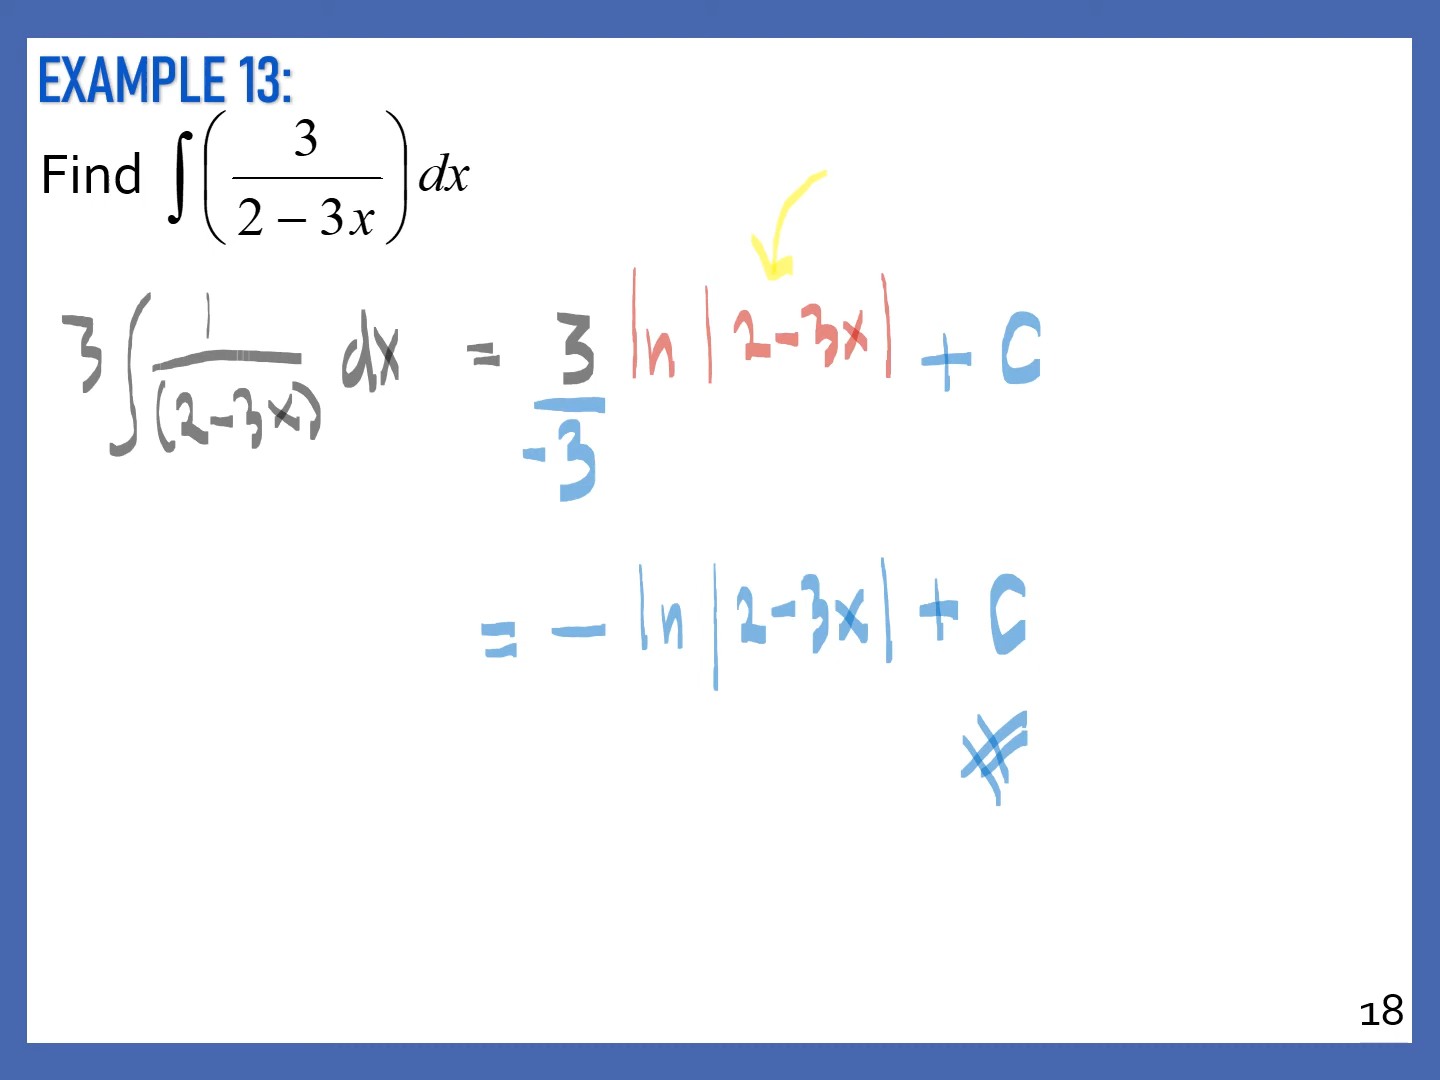 EXAMPLE 13:
Find ∫(3/(2 − 3x)) dx
3∫ 1/(2-3x) dx = 3/-3 ln|2-3x| + c
= - ln|2-3x| + c
18